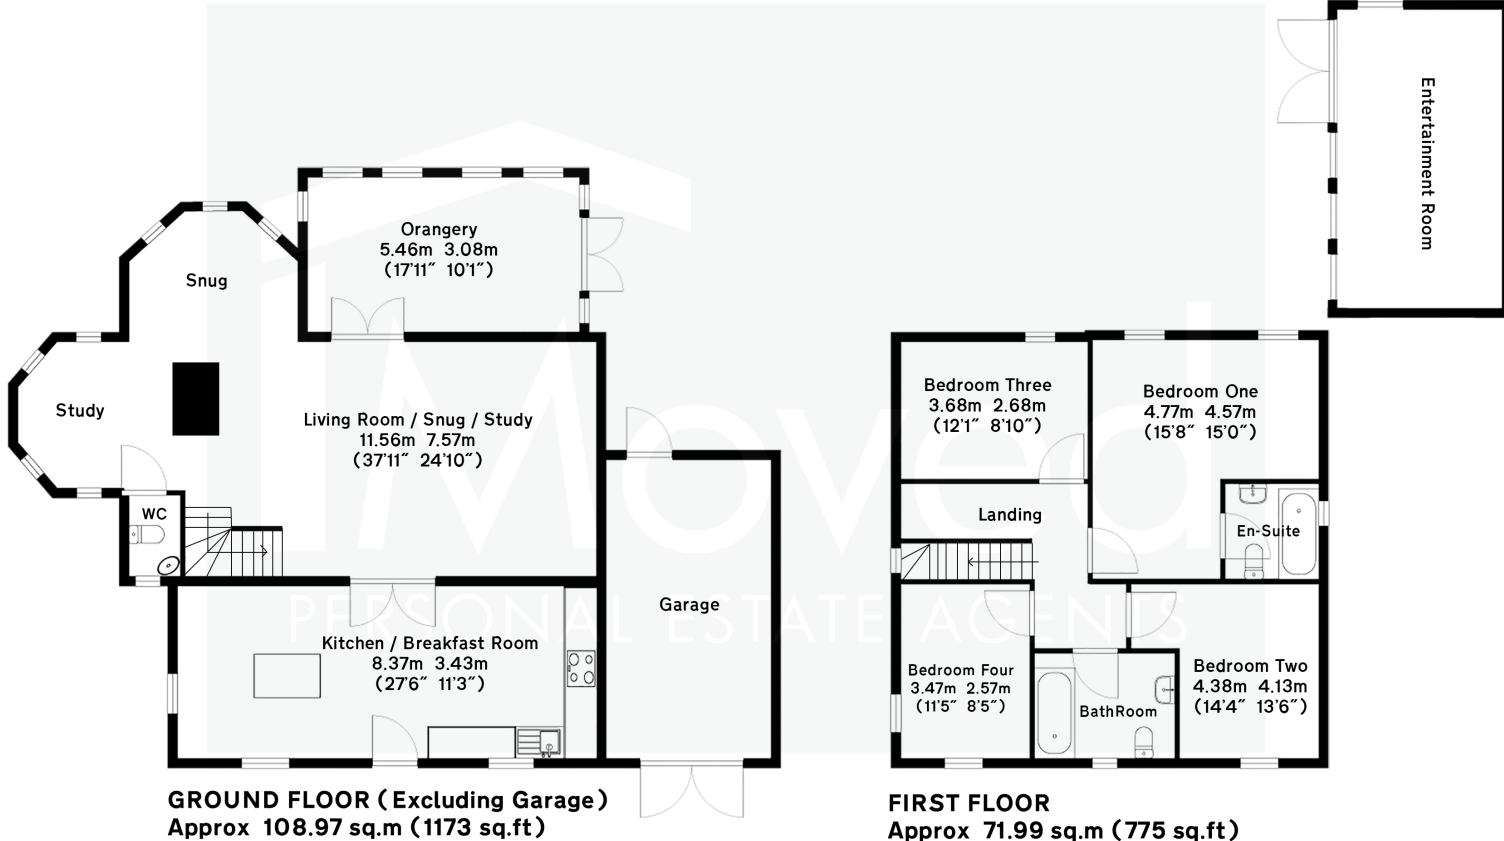 Entertainment Room
Orangery
5.46m 3.08m
(17'11" 10'1")
Snug
Study
Living Room / Snug / Study
11.56m 7.57m
(37'11" 24'10")
WC
Garage
Kitchen / Breakfast Room
8.37m 3.43m
(27'6" 11'3")
Bedroom Three
3.68m 2.68m
(12'1" 8'10")
Bedroom One
4.77m 4.57m
(15'8" 15'0")
Landing
En-Suite
Bedroom Four
3.47m 2.57m
(11'5" 8'5")
BathRoom
Bedroom Two
4.38m 4.13m
(14'4" 13'6")
iMoved
PERSONAL ESTATE AGENTS
GROUND FLOOR (Excluding Garage)
Approx 108.97 sq.m (1173 sq.ft)
FIRST FLOOR
Approx 71.99 sq.m (775 sq.ft)